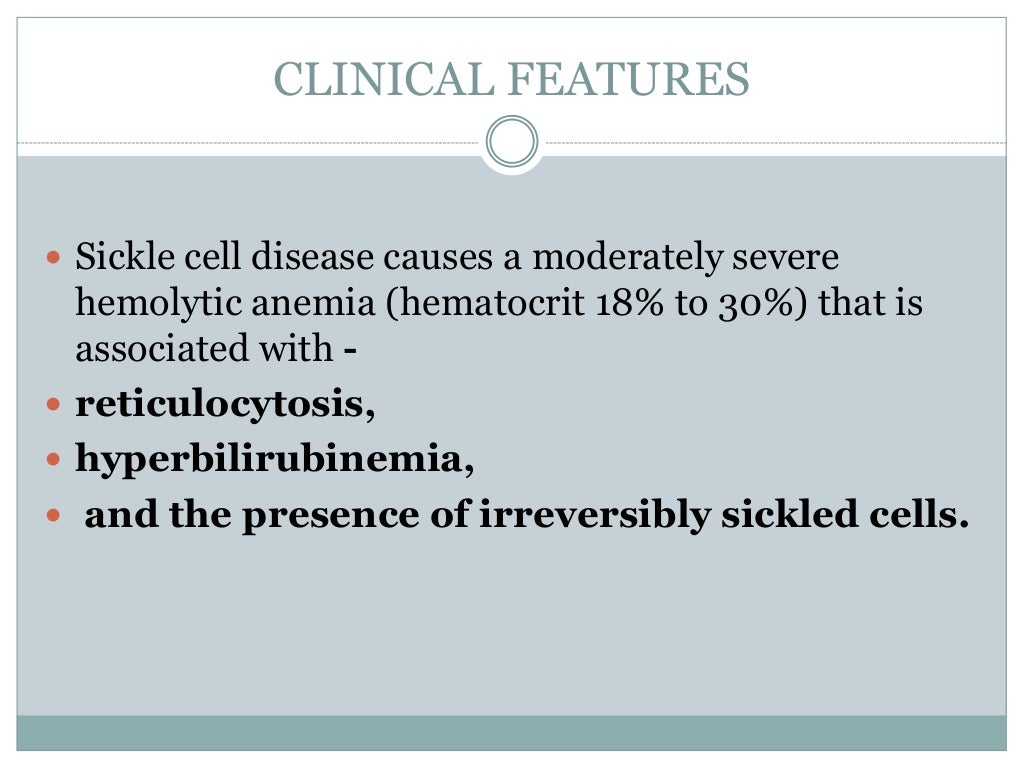 CLINICAL FEATURES
• Sickle cell disease causes a moderately severe
hemolytic anemia (hematocrit 18% to 30%) that is
associated with -
• reticulocytosis,
• hyperbilirubinemia,
• and the presence of irreversibly sickled cells.